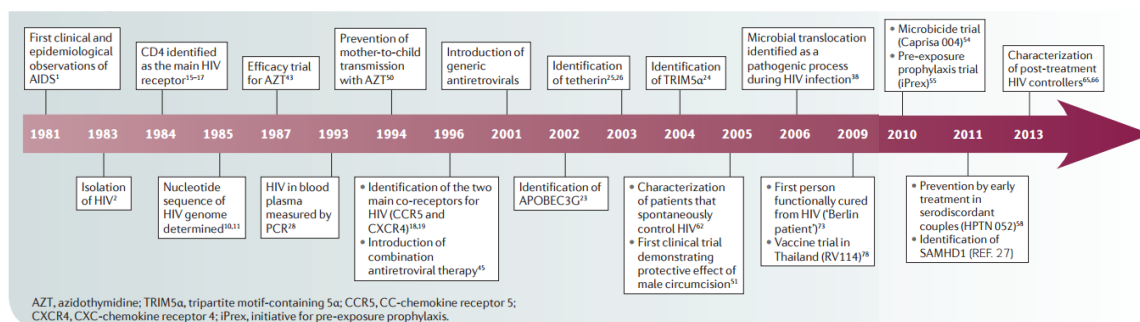 First clinical and
epidemiological
observations of
AIDS¹
CD4 identified
as the main HIV
receptor¹⁵⁻¹⁷
Efficacy trial
for AZT⁴³
Prevention of
mother-to-child
transmission
with AZT⁵⁰
Introduction of
generic
antiretrovirals
Identification
of tetherin²⁵,²⁶
Identification
of TRIM5α²⁴
Microbial translocation
identified as a
pathogenic process
during HIV infection³⁸
• Microbicide trial
(Caprisa 004)⁵⁴
• Pre-exposure
prophylaxis trial
(iPrex)⁵⁵
Characterization
of post-treatment
HIV controllers⁶⁵,⁶⁶
1981 1983 1984 1985 1987 1993 1994 1996 2001 2002 2003 2004 2005 2006 2009 2010 2011 2013
Isolation
of HIV²
Nucleotide
sequence of
HIV genome
determined¹⁰,¹¹
HIV in blood
plasma
measured by
PCR²⁸
• Identification of the two
main co-receptors for
HIV (CCR5 and
CXCR4)¹⁸,¹⁹
• Introduction of
combination
antiretroviral therapy⁴⁵
Identification of
APOBEC3G²³
• Characterization
of patients that
spontaneously
control HIV⁶²
• First clinical trial
demonstrating
protective effect of
male circumcision⁵¹
• First person
functionally cured
from HIV (‘Berlin
patient’)⁷³
• Vaccine trial in
Thailand (RV114)⁷⁸
• Prevention by early
treatment in
serodiscordant
couples (HPTN 052)⁵⁸
• Identification of
SAMHD1 (REF. 27)
AZT, azidothymidine; TRIM5α, tripartite motif-containing 5α; CCR5, CC-chemokine receptor 5;
CXCR4, CXC-chemokine receptor 4; iPrex, initiative for pre-exposure prophylaxis.